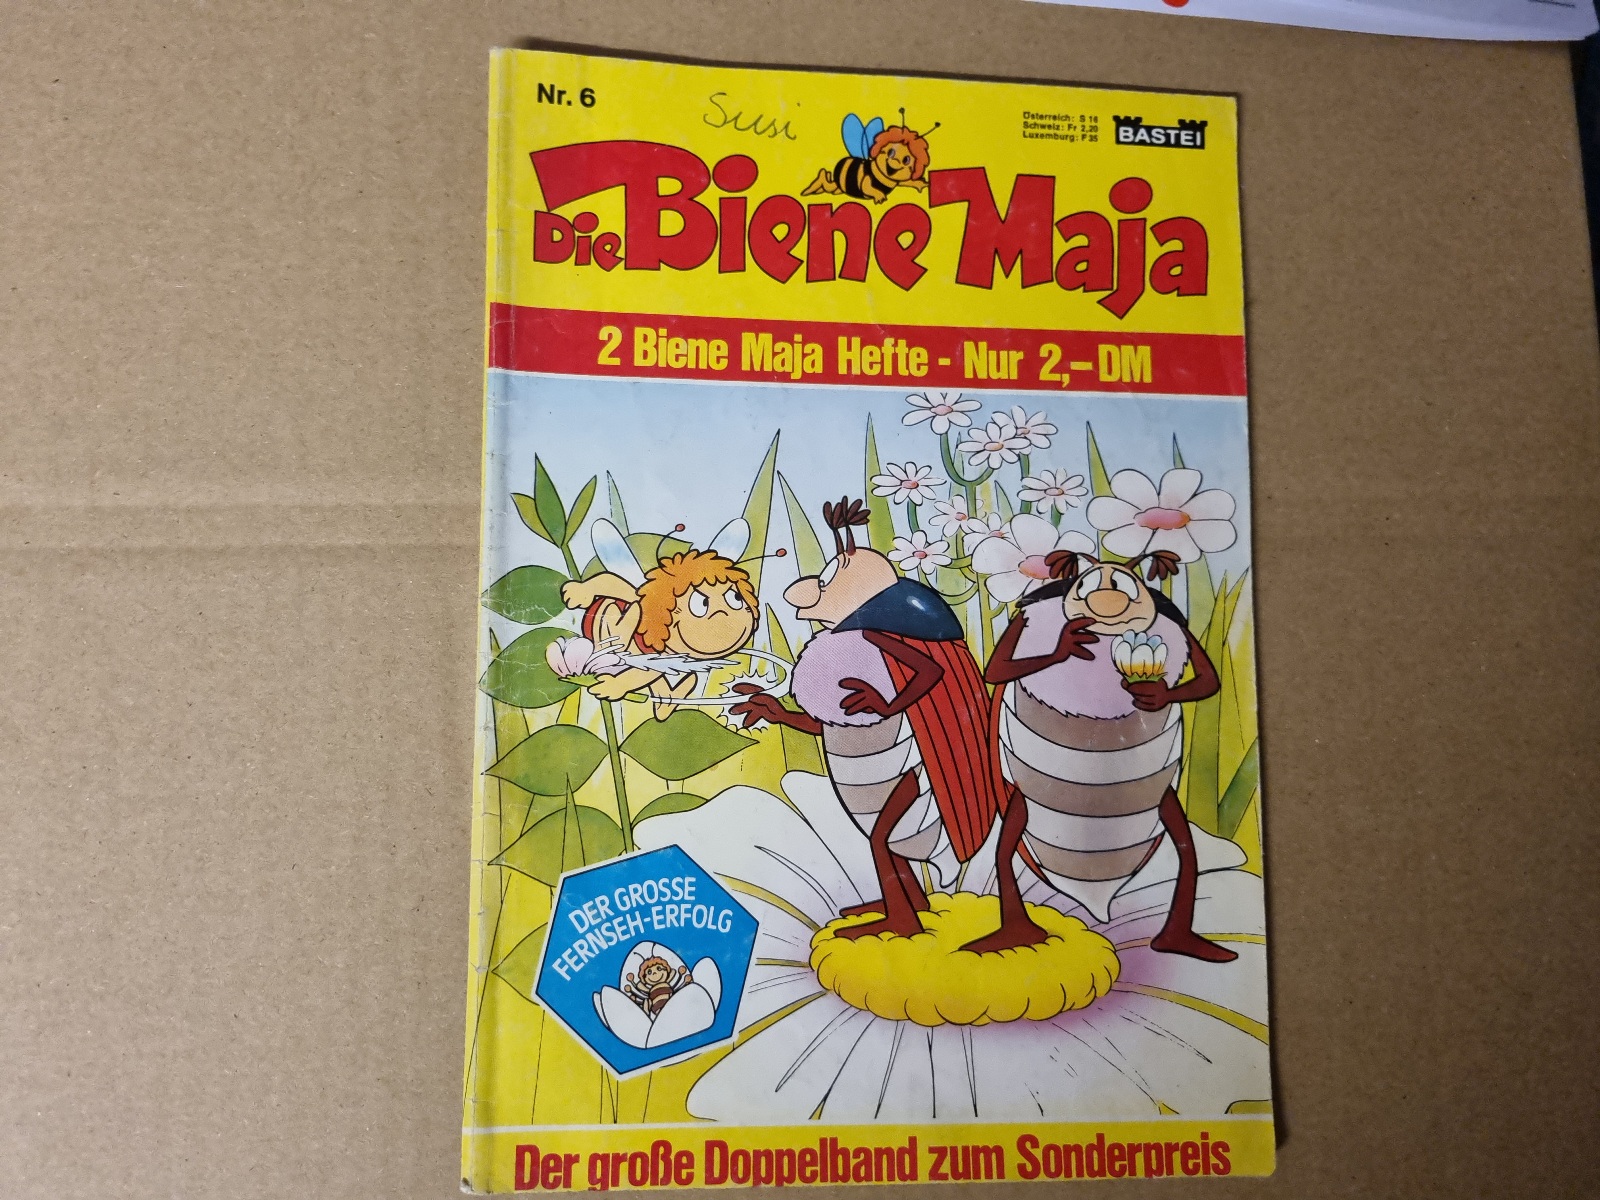 Nr. 6
Susi
Österreich: S 16
Schweiz: Fr 2,20
Luxemburg: F 35
BASTEI
Die Biene Maja
2 Biene Maja Hefte - Nur 2,- DM
DER GROSSE
FERNSEH-ERFOLG
Der große Doppelband zum Sonderpreis